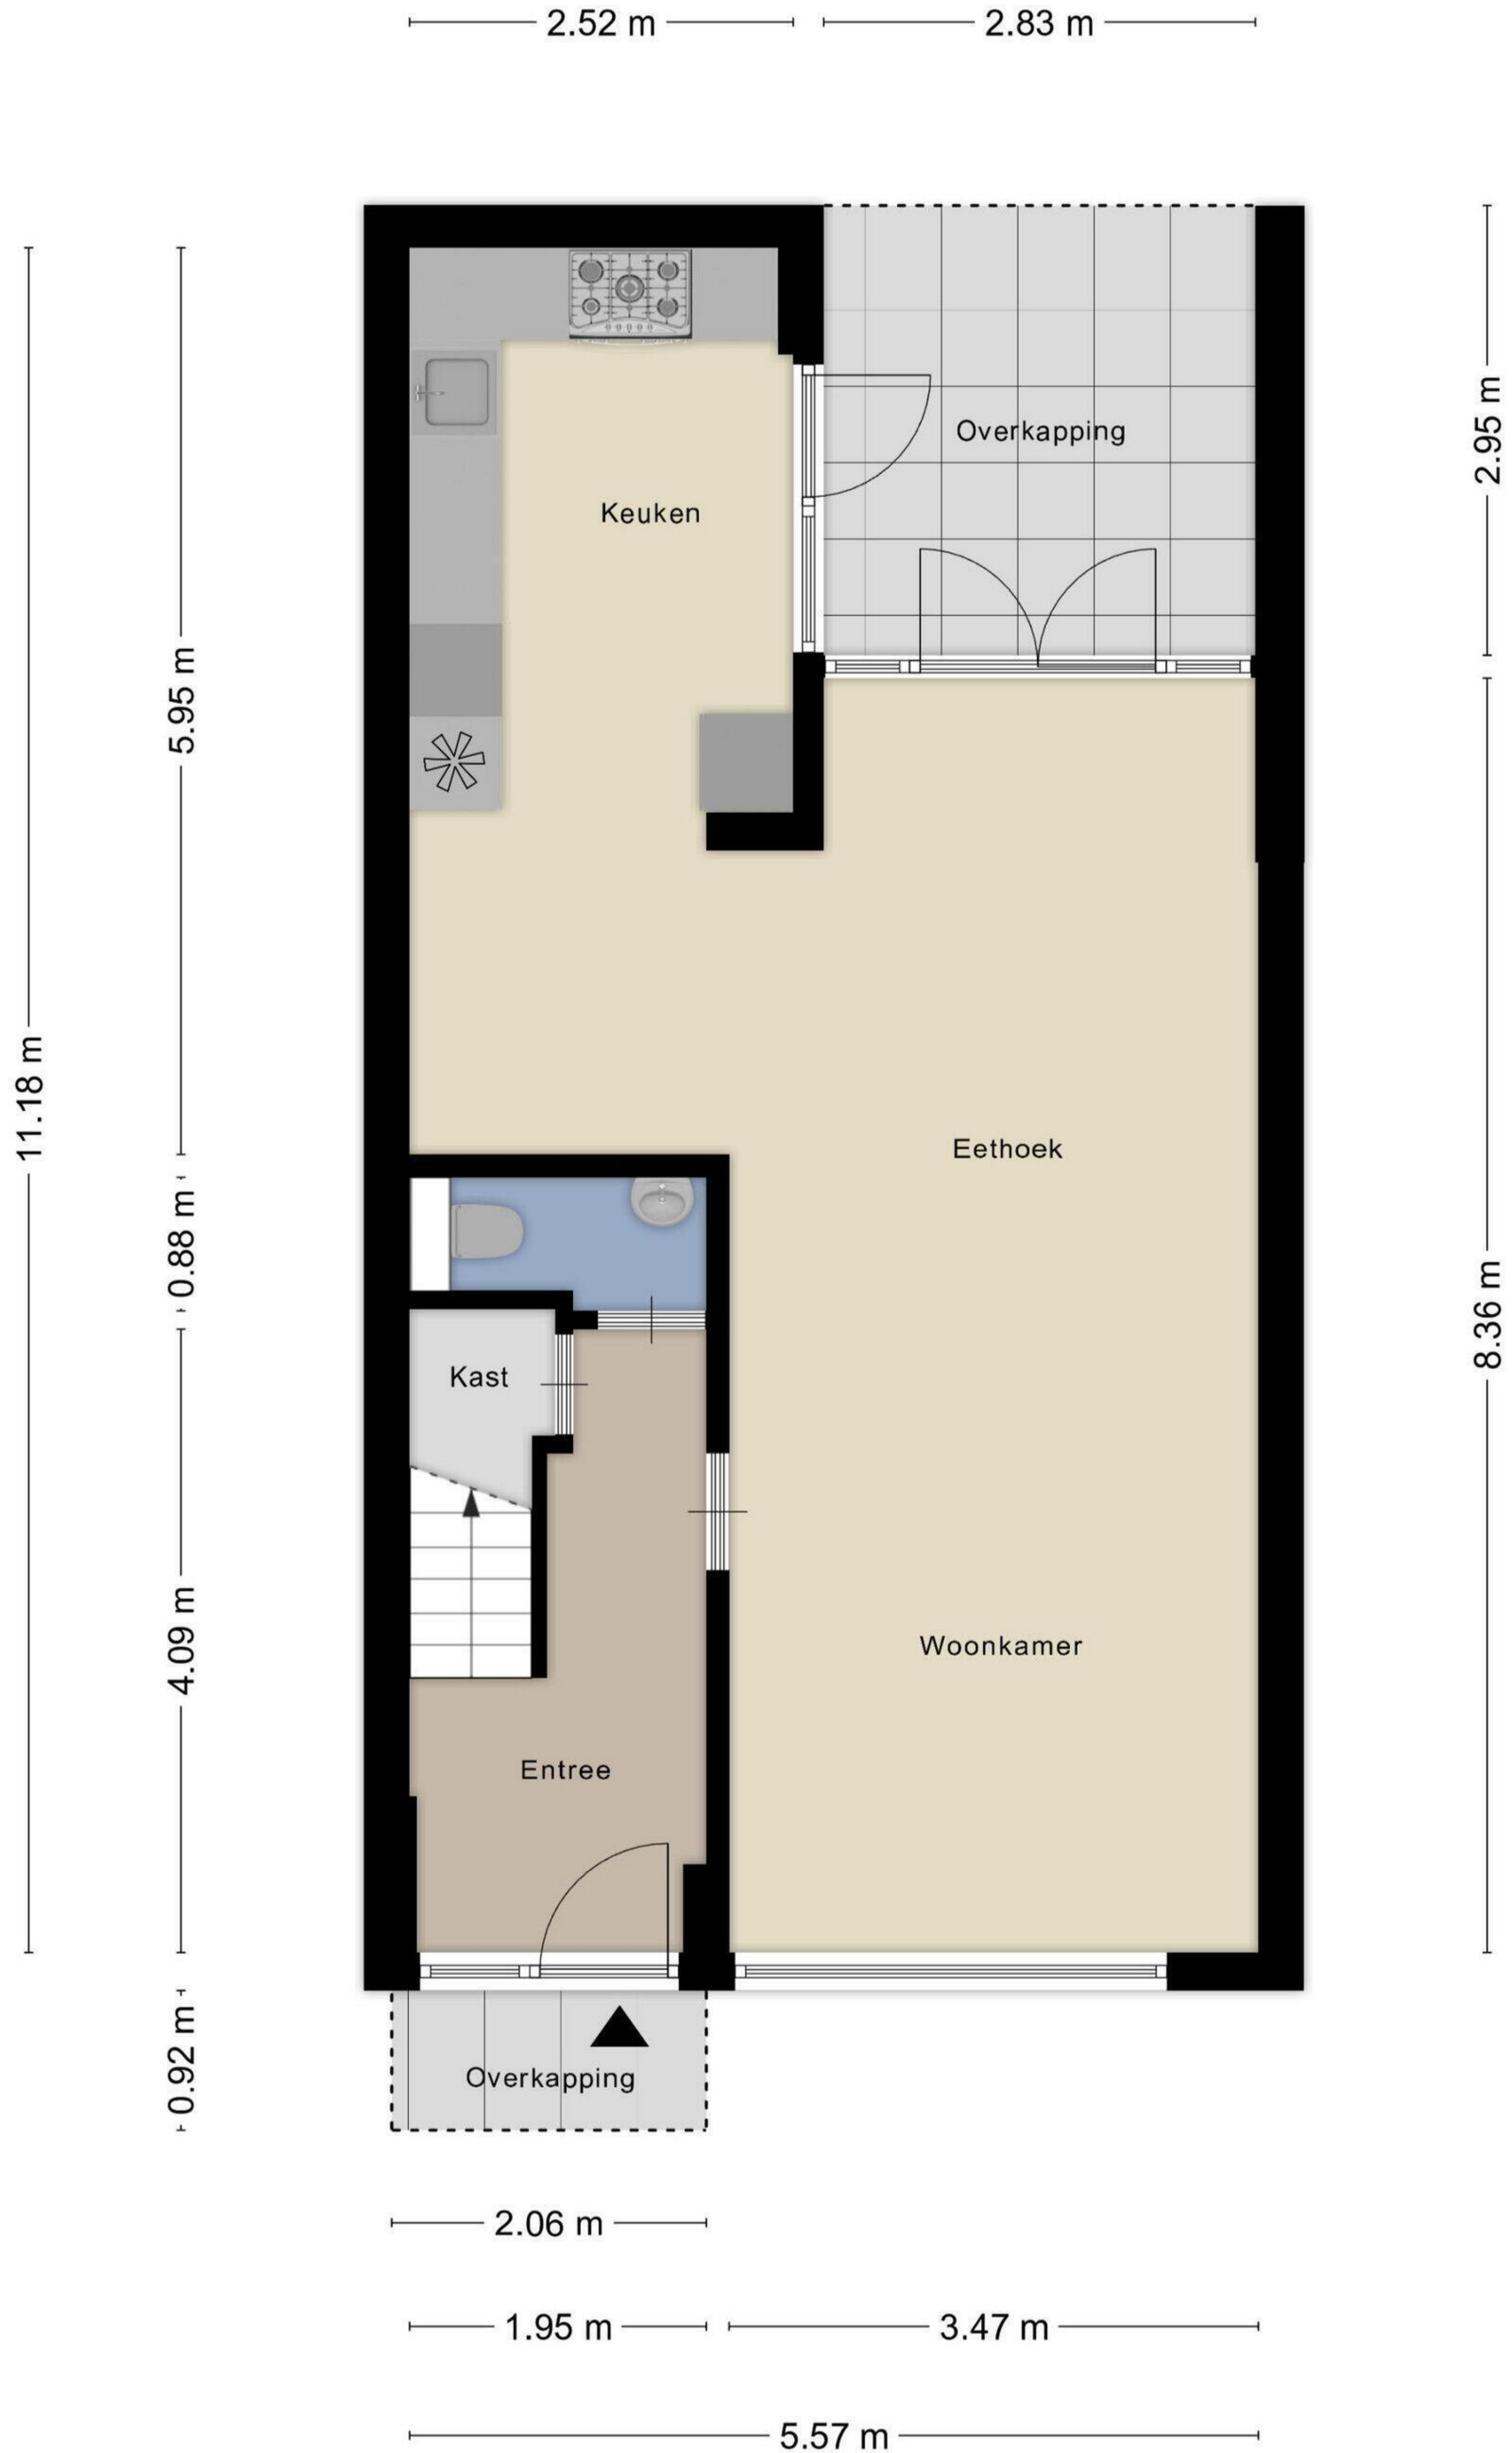 2.52 m
2.83 m
Overkapping
2.95 m
Keuken
5.95 m
11.18 m
Eethoek
0.88 m
8.36 m
Kast
4.09 m
Woonkamer
Entree
0.92 m
Overkapping
2.06 m
1.95 m
3.47 m
5.57 m